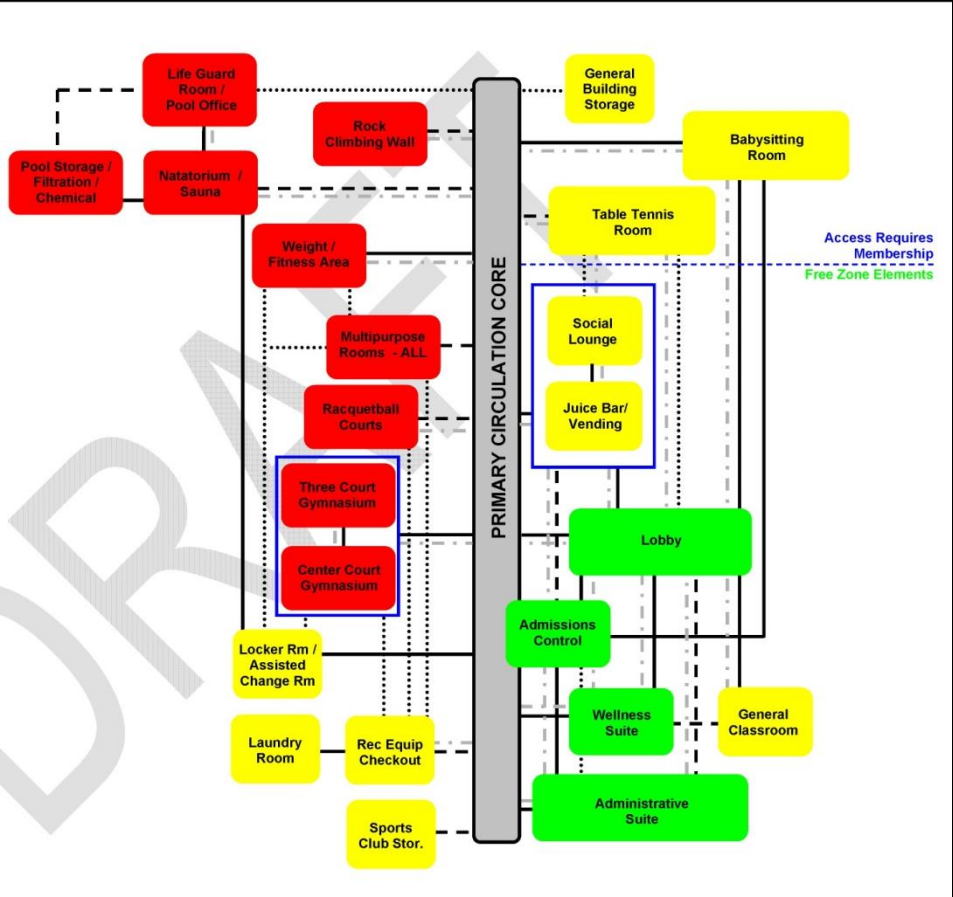 Life Guard
Room /
Pool Office
General
Building
Storage
Rock
Climbing Wall
Babysitting
Room
Pool Storage /
Filtration /
Chemical
Natatorium /
Sauna
Table Tennis
Room
Weight /
Fitness Area
Access Requires
Membership
Free Zone Elements
PRIMARY CIRCULATION CORE
Multipurpose
Rooms - ALL
Social
Lounge
Racquetball
Courts
Juice Bar/
Vending
Three Court
Gymnasium
Lobby
Center Court
Gymnasium
Admissions
Control
Locker Rm /
Assisted
Change Rm
Wellness
Suite
General
Classroom
Laundry
Room
Rec Equip
Checkout
Administrative
Suite
Sports
Club Stor.
DRAFT